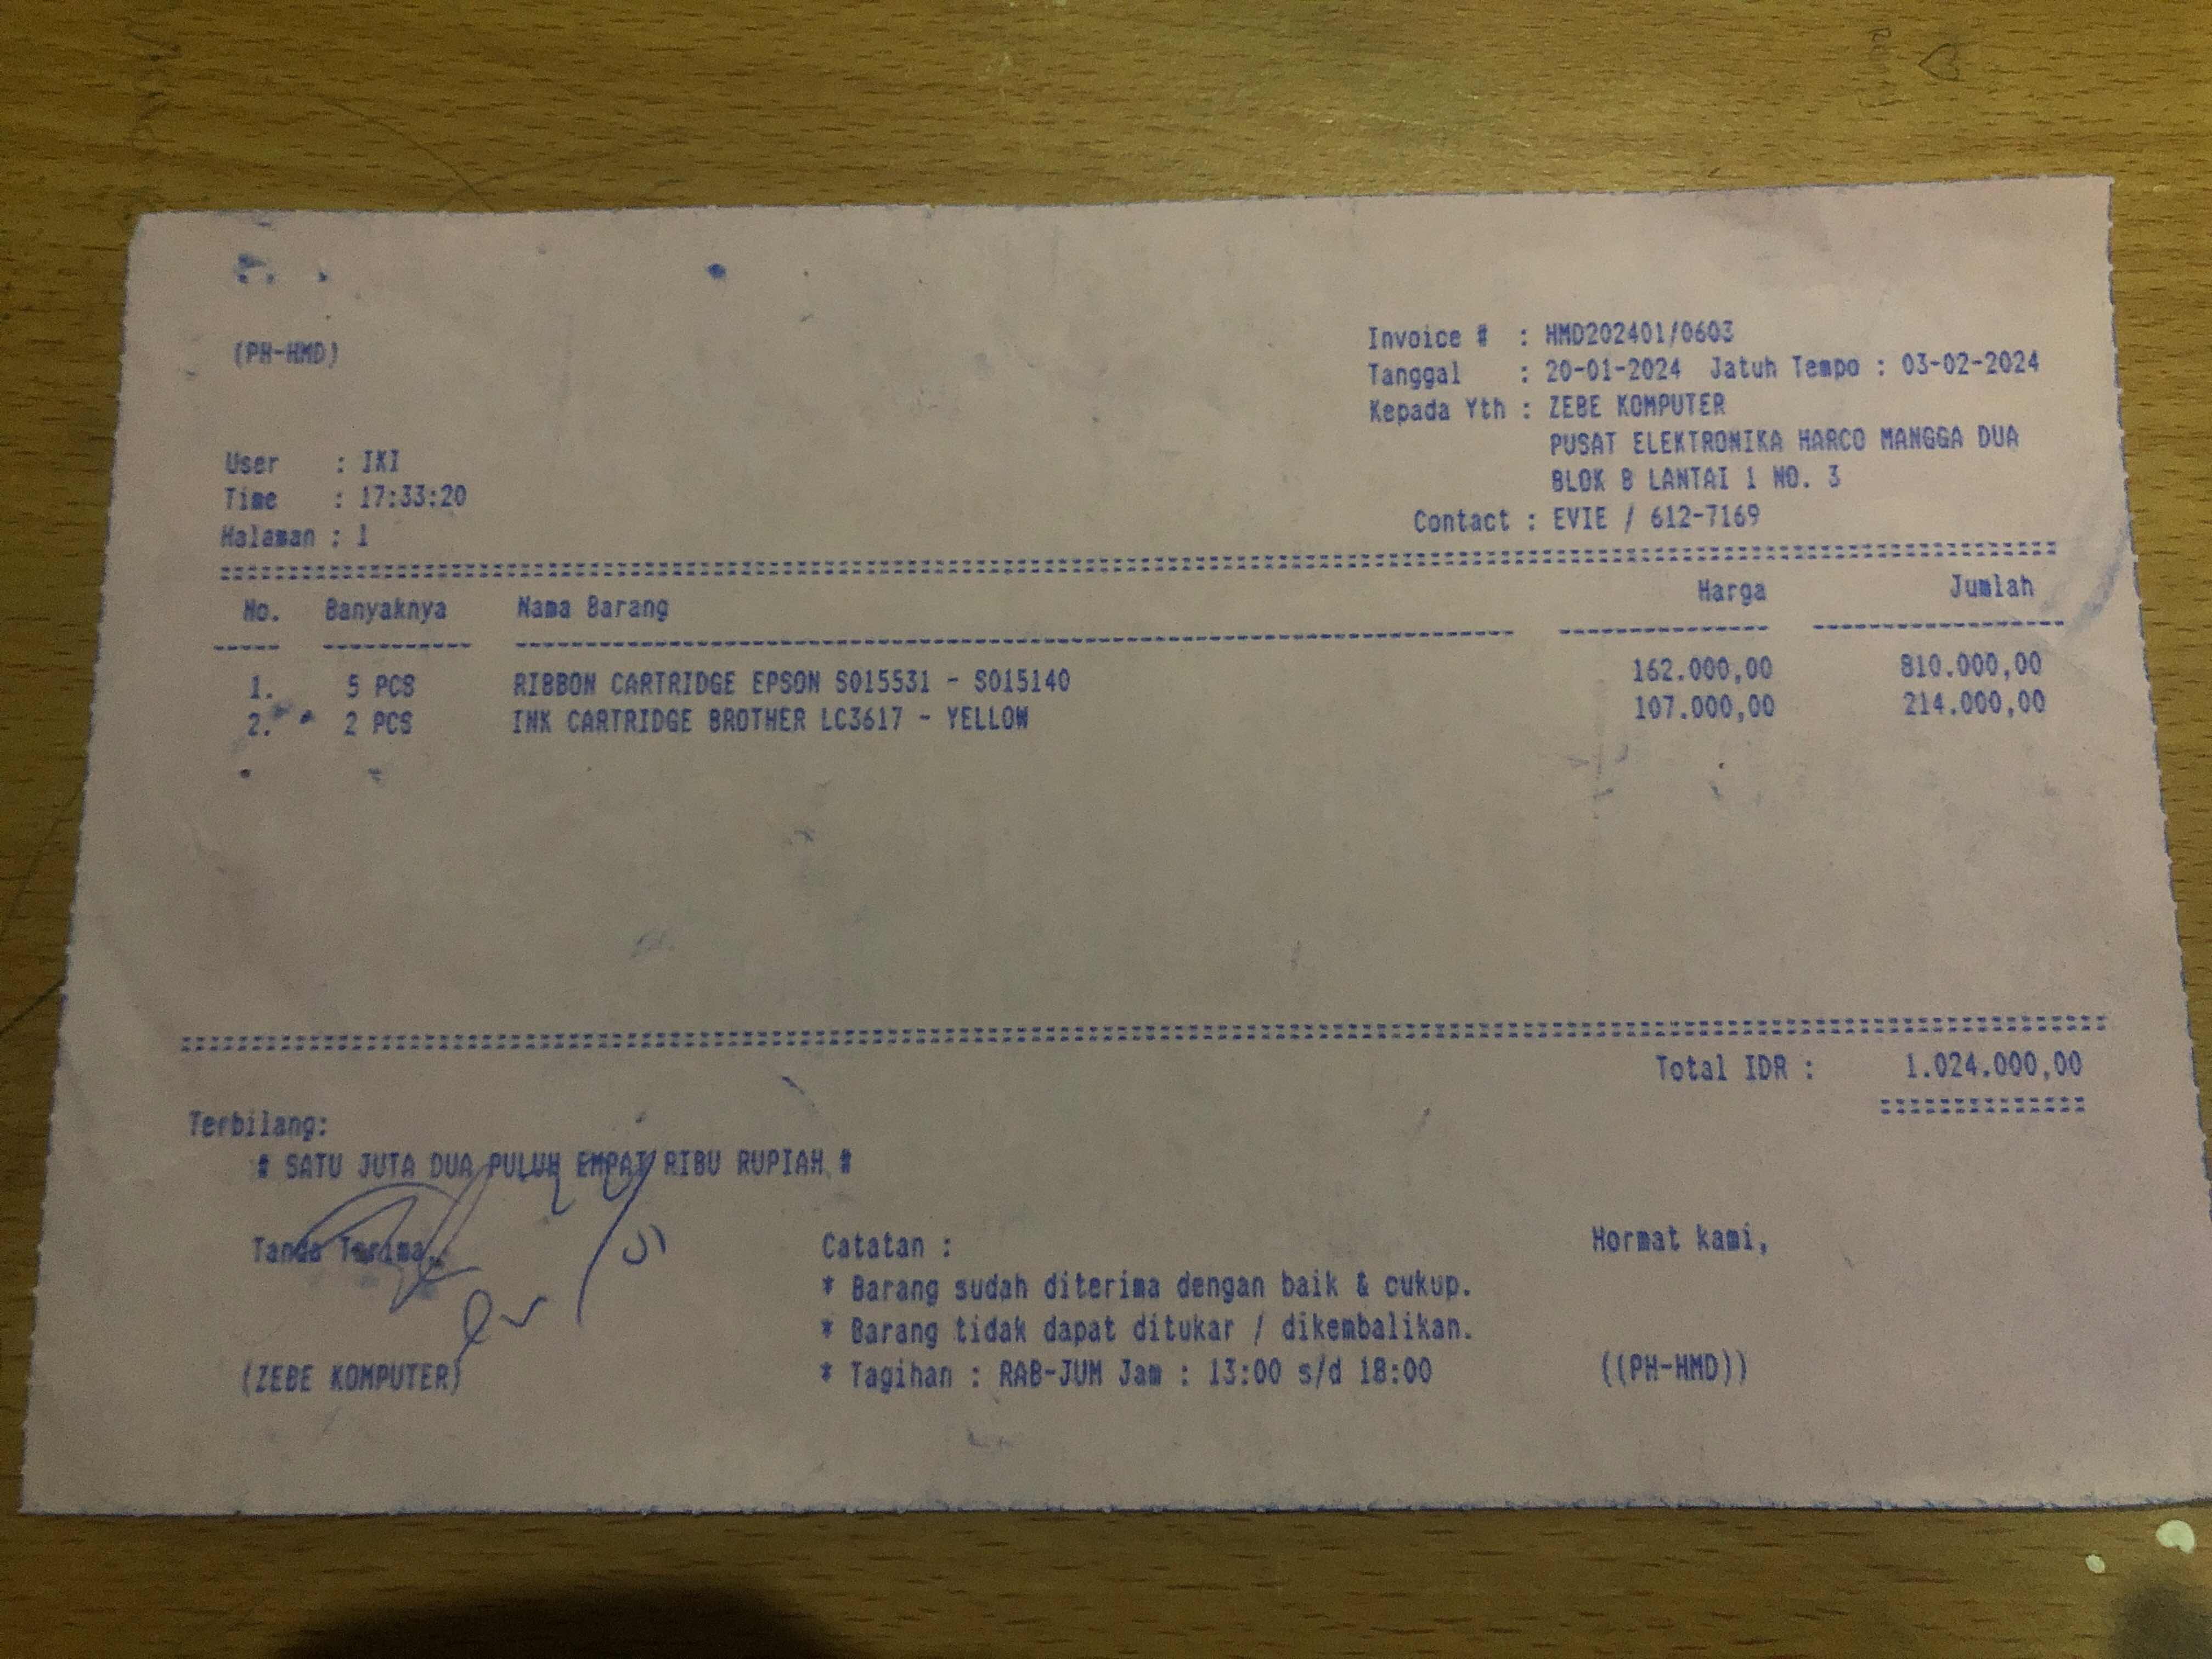 (PH-HMD)
Invoice # : HMD202401/0603
Tanggal : 20-01-2024 Jatuh Tempo : 03-02-2024
Kepada Yth : ZEBE KOMPUTER
PUSAT ELEKTRONIKA HARCO MANGGA DUA
BLOK B LANTAI 1 NO. 3
Contact : EVIE / 612-7169
User : IKI
Time : 17:33:20
Halaman : 1
No. Banyaknya Nama Barang Harga Jumlah
1. 5 PCS RIBBON CARTRIDGE EPSON S015531 - S015140 162.000,00 810.000,00
2. 2 PCS INK CARTRIDGE BROTHER LC3617 - YELLOW 107.000,00 214.000,00
Total IDR : 1.024.000,00
Terbilang:
# SATU JUTA DUA PULUH EMPAT RIBU RUPIAH #
Tanda Terima,
(ZEBE KOMPUTER)
Catatan :
* Barang sudah diterima dengan baik & cukup.
* Barang tidak dapat ditukar / dikembalikan.
* Tagihan : RAB-JUM Jam : 13:00 s/d 18:00
Hormat kami,
((PH-HMD))